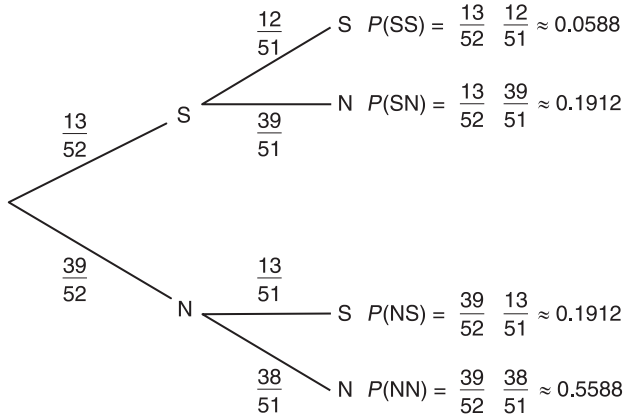 12/51 S P(SS) = 13/52 12/51 ≈ 0.0588
13/52 S 39/51 N P(SN) = 13/52 39/51 ≈ 0.1912
39/52 N 13/51 S P(NS) = 39/52 13/51 ≈ 0.1912
38/51 N P(NN) = 39/52 38/51 ≈ 0.5588